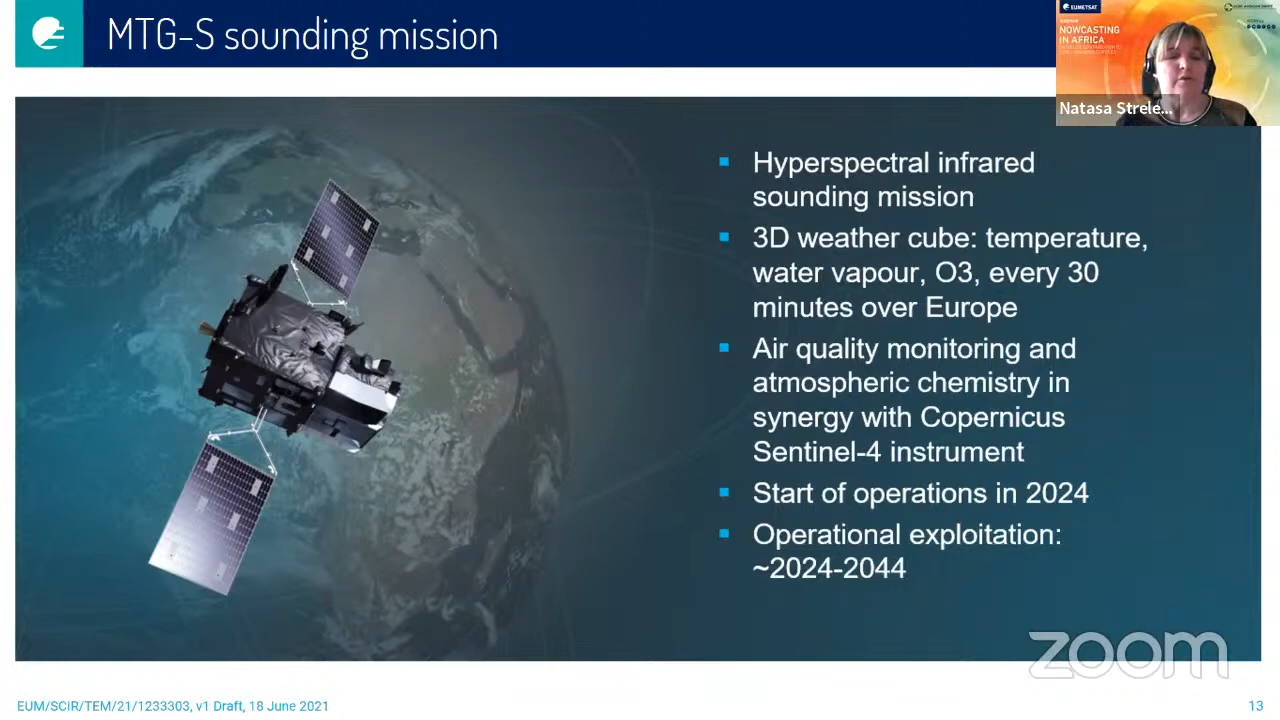 MTG-S sounding mission
EUMETSAT
NOWCASTING
IN AFRICA
Natasa Strele...
Hyperspectral infrared
sounding mission
3D weather cube: temperature,
water vapour, O3, every 30
minutes over Europe
Air quality monitoring and
atmospheric chemistry in
synergy with Copernicus
Sentinel-4 instrument
Start of operations in 2024
Operational exploitation:
~2024-2044
zoom
EUM/SCIR/TEM/21/1233303, v1 Draft, 18 June 2021
13